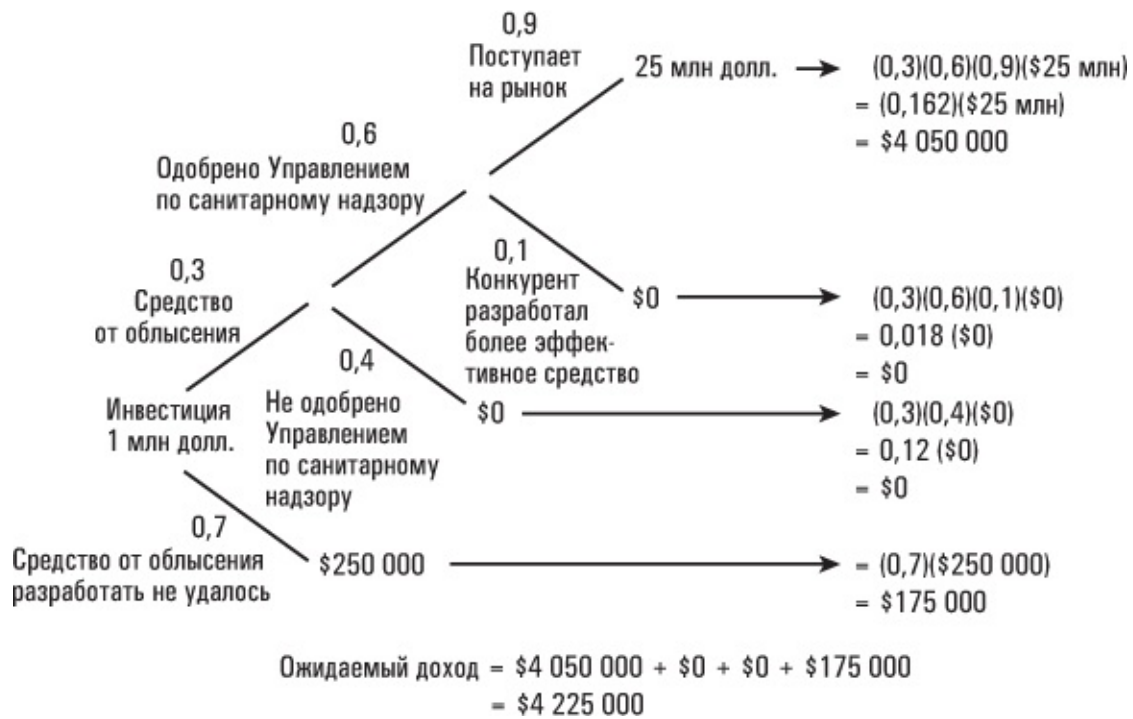 0,9
Поступает
на рынок
25 млн долл.
(0,3)(0,6)(0,9)($25 млн)
= (0,162)($25 млн)
= $4 050 000
0,6
Одобрено Управлением
по санитарному надзору
0,1
Конкурент
разработал
более эффек-
тивное средство
$0
(0,3)(0,6)(0,1)($0)
= 0,018 ($0)
= $0
0,3
Средство
от облысения
0,4
Не одобрено
Управлением
по санитарному
надзору
$0
(0,3)(0,4)($0)
= 0,12 ($0)
= $0
Инвестиция
1 млн долл.
0,7
Средство от облысения
разработать не удалось
$250 000
= (0,7)($250 000)
= $175 000
Ожидаемый доход = $4 050 000 + $0 + $0 + $175 000
= $4 225 000